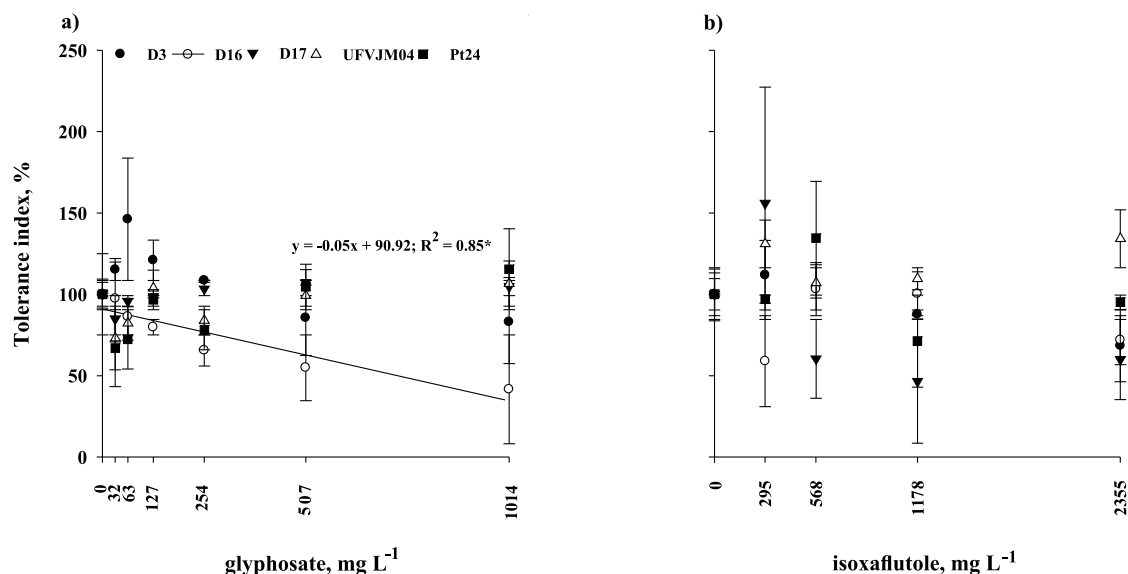 a)
b)
250
200
150
100
50
0
Tolerance index, %
D3 D16 D17 UFVJM04 Pt24
y = -0.05x + 90.92; R² = 0.85*
0 32 63 127 254 507 1014
0 295 568 1178 2355
glyphosate, mg L⁻¹
isoxaflutole, mg L⁻¹